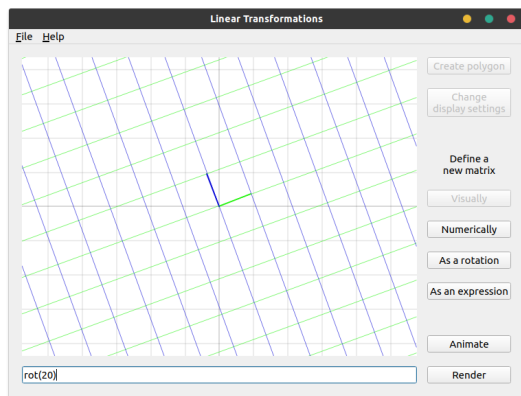 Linear Transformations
File Help
Create polygon
Change
display settings
Define a
new matrix
Visually
Numerically
As a rotation
As an expression
Animate
rot(20)
Render